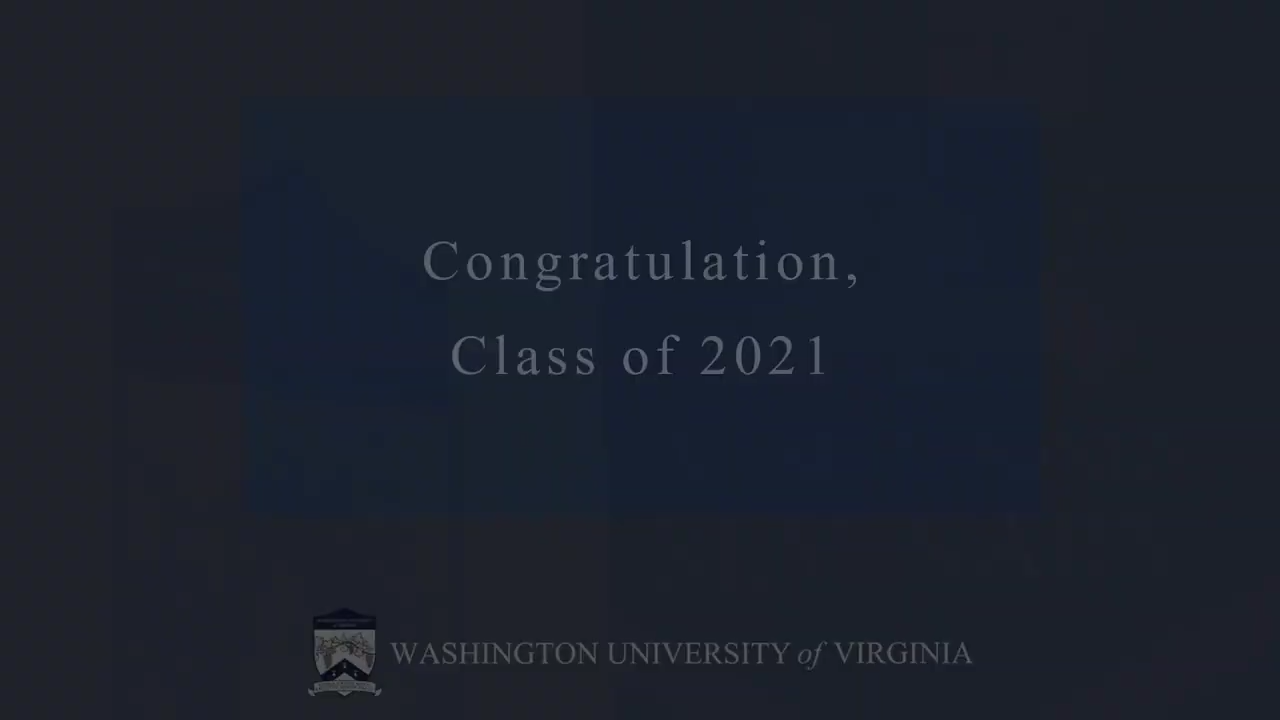 Congratulation,
Class of 2021
WASHINGTON UNIVERSITY of VIRGINIA